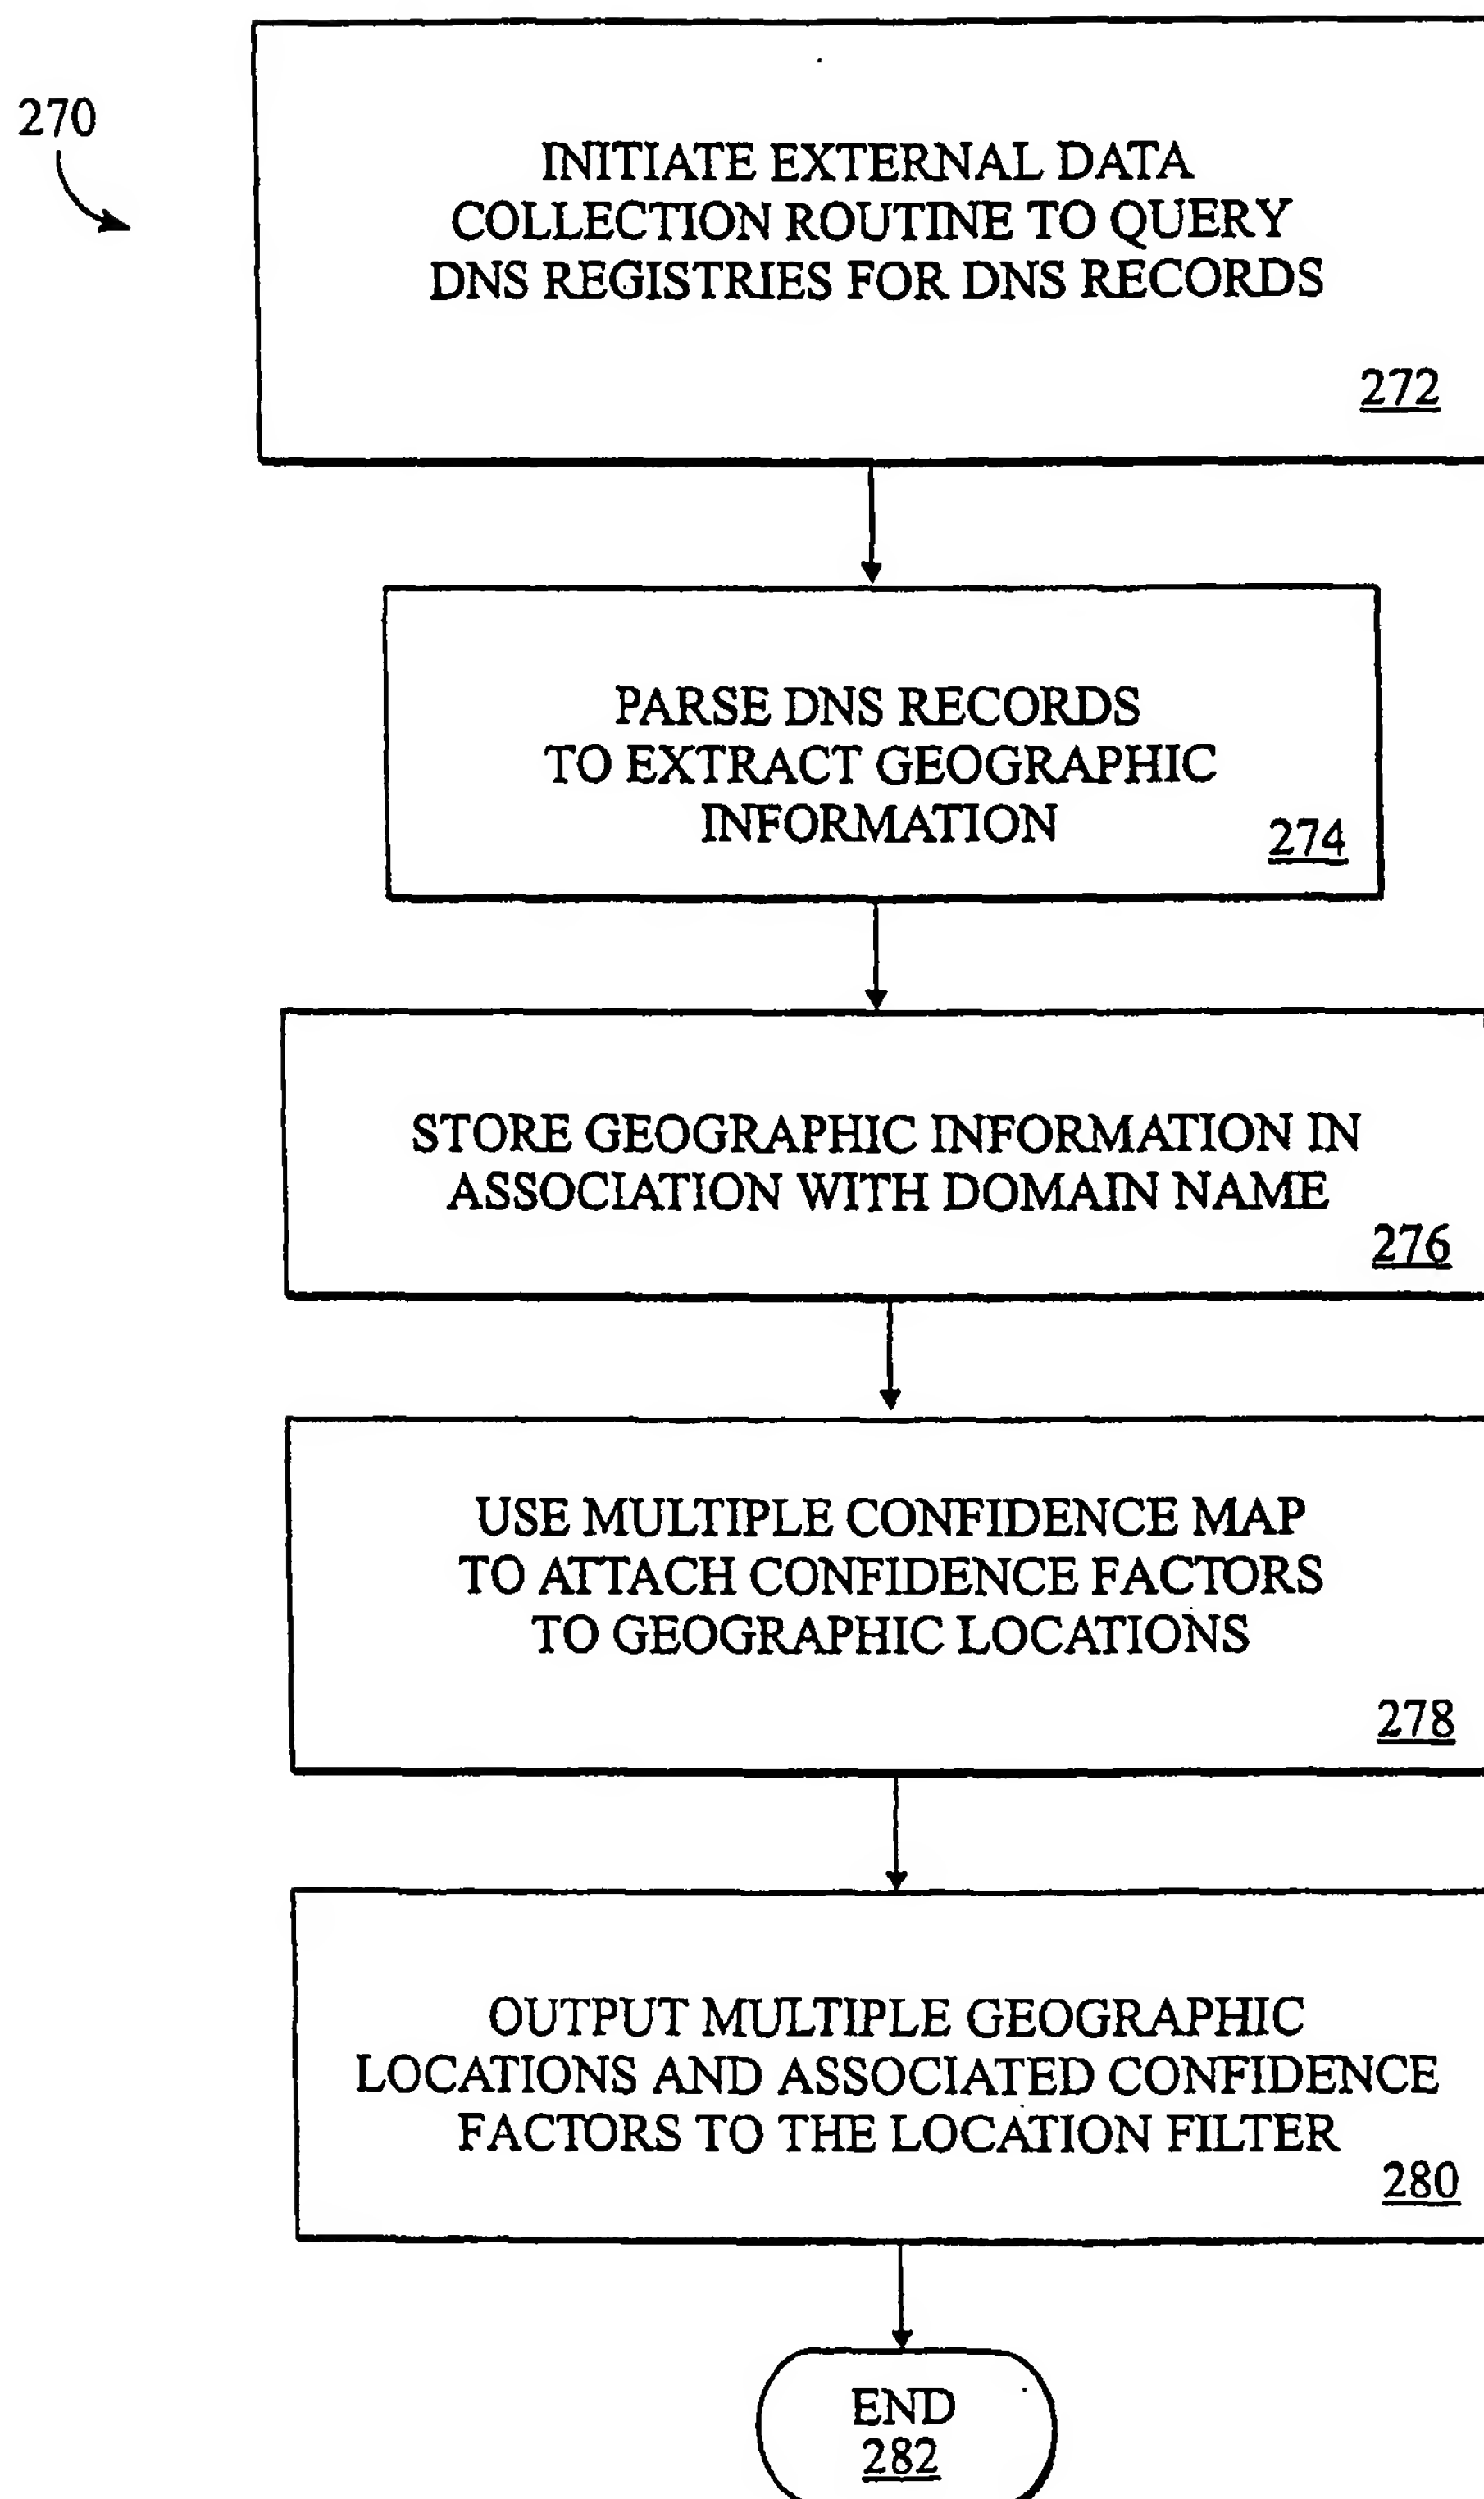 270
INITIATE EXTERNAL DATA
COLLECTION ROUTINE TO QUERY
DNS REGISTRIES FOR DNS RECORDS
272
PARSE DNS RECORDS
TO EXTRACT GEOGRAPHIC
INFORMATION
274
STORE GEOGRAPHIC INFORMATION IN
ASSOCIATION WITH DOMAIN NAME
276
USE MULTIPLE CONFIDENCE MAP
TO ATTACH CONFIDENCE FACTORS
TO GEOGRAPHIC LOCATIONS
278
OUTPUT MULTIPLE GEOGRAPHIC
LOCATIONS AND ASSOCIATED CONFIDENCE
FACTORS TO THE LOCATION FILTER
280
END
282